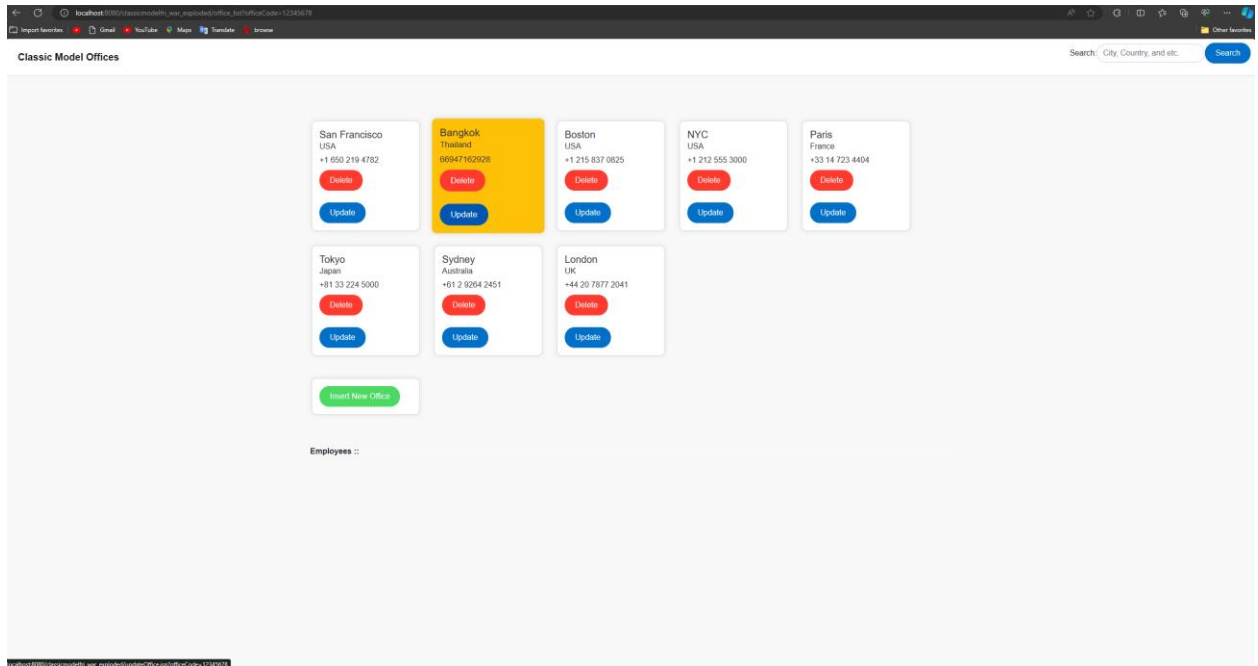 localhost:8080/classicmodelfri_war_exploded/office_list?officeCode=12345678
Import favorites Gmail YouTube Maps Translate browse Other favorites
Classic Model Offices
Search: City, Country, and etc. Search
San Francisco
USA
+1 650 219 4782
Delete
Update
Bangkok
Thailand
66947162928
Delete
Update
Boston
USA
+1 215 837 0825
Delete
Update
NYC
USA
+1 212 555 3000
Delete
Update
Paris
France
+33 14 723 4404
Delete
Update
Tokyo
Japan
+81 33 224 5000
Delete
Update
Sydney
Australia
+61 2 9264 2451
Delete
Update
London
UK
+44 20 7877 2041
Delete
Update
Insert New Office
Employees ::